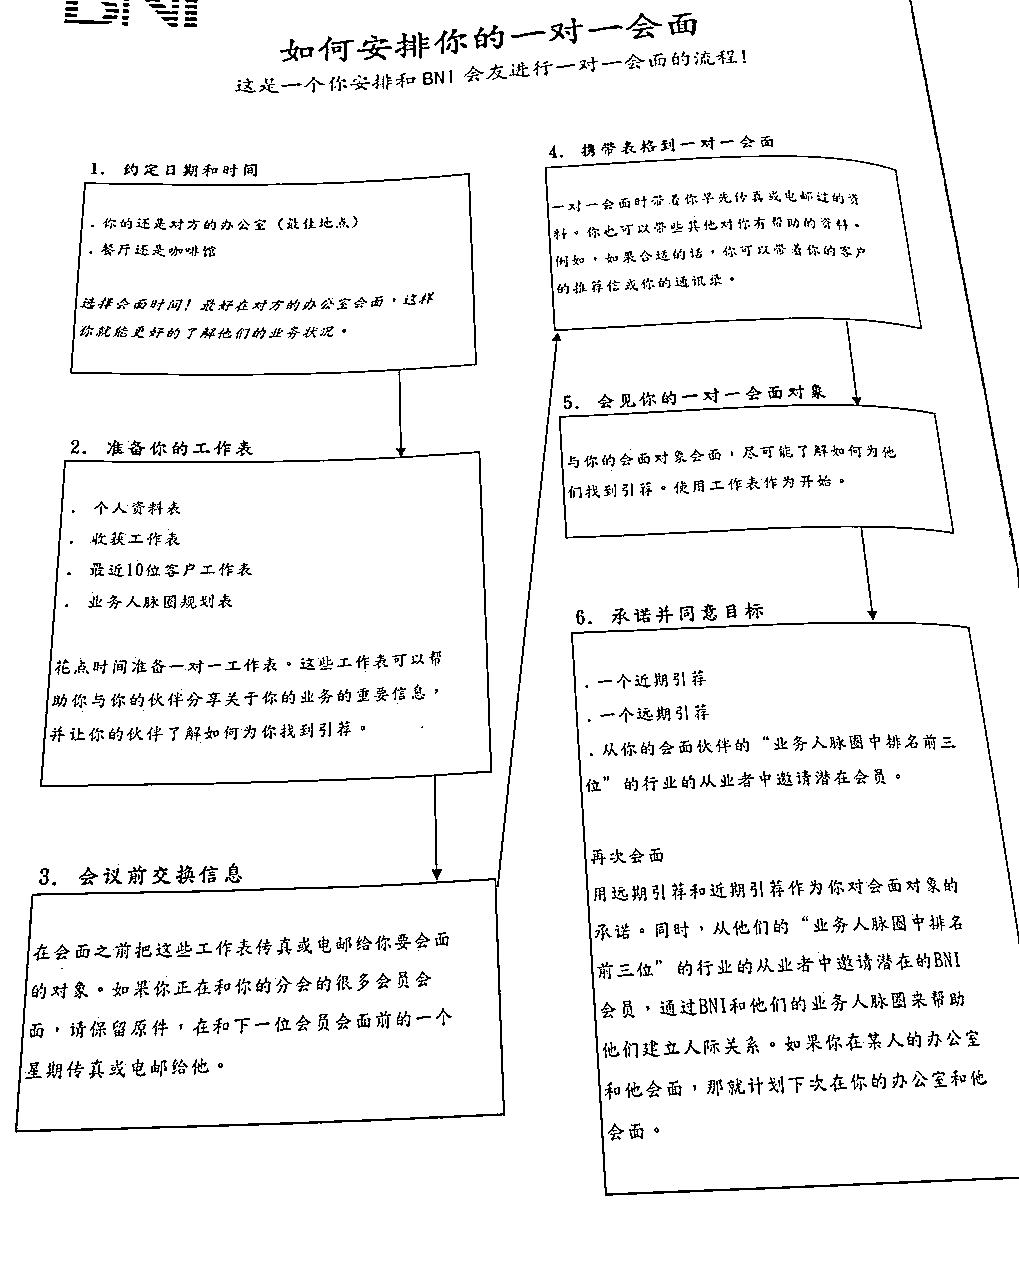 BNI
如何安排你的一对一会面
这是一个你安排和BNI 会友进行一对一会面的流程!
1. 约定日期和时间
. 你的还是对方的办公室（最佳地点）
. 餐厅还是咖啡馆
选择会面时间! 最好在对方的办公室会面，这样
你就能更好的了解他们的业务状况。
2. 准备你的工作表
. 个人资料表
. 收获工作表
. 最近10位客户工作表
. 业务人脉圈规划表
花点时间准备一对一工作表。这些工作表可以帮
助你与你的伙伴分享关于你的业务的重要信息，
并让你的伙伴了解如何为你找到引荐。
3. 会议前交换信息
在会面之前把这些工作表传真或电邮给你要会面
的对象。如果你正在和你的分会的很多会员会
面，请保留原件，在和下一位会员会面前的一个
星期传真或电邮给他。
4. 携带表格到一对一会面
一对一会面时带着你早先传真或电邮过的资
料。你也可以带些其他对你有帮助的资料。
例如，如果合适的话，你可以带着你的客户
的推荐信或你的通讯录。
5. 会见你的一对一会面对象
与你的会面对象会面，尽可能了解如何为他
们找到引荐。使用工作表作为开始。
6. 承诺并同意目标
. 一个近期引荐
. 一个远期引荐
. 从你的会面伙伴的“业务人脉圈中排名前三
位”的行业的从业者中邀请潜在会员。
再次会面
用远期引荐和近期引荐作为你对会面对象的
承诺。同时，从他们的“业务人脉圈中排名
前三位”的行业的从业者中邀请潜在的BNI
会员，通过BNI和他们的业务人脉圈来帮助
他们建立人际关系。如果你在某人的办公室
和他会面，那就计划下次在你的办公室和他
会面。